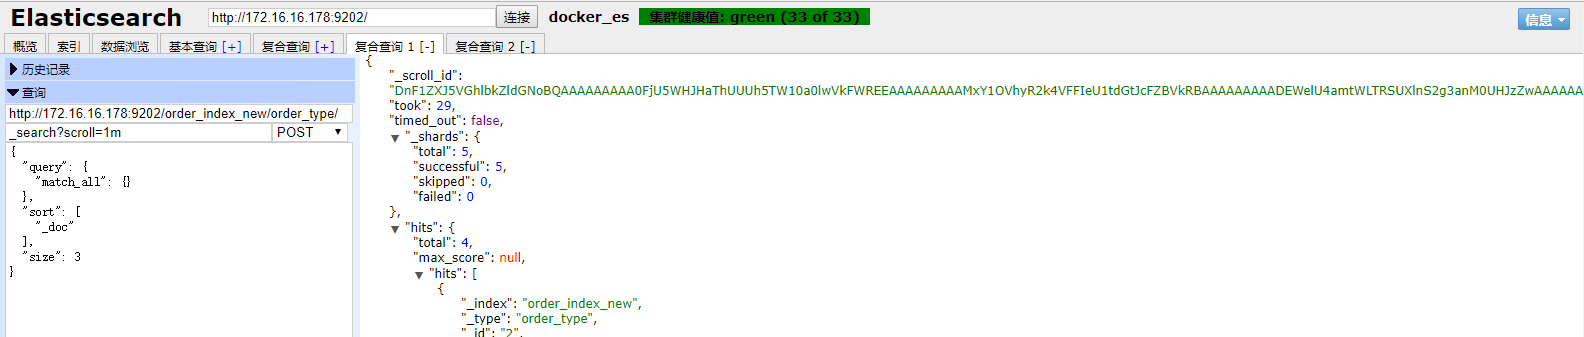 Elasticsearch
http://172.16.16.178:9202/ 连接 docker_es 集群健康值: green (33 of 33) 信息
概览 索引 数据浏览 基本查询 [+] 复合查询 [+] 复合查询 1 [-] 复合查询 2 [-]
历史记录
查询
http://172.16.16.178:9202/order_index_new/order_type/
_search?scroll=1m POST
{
"query": {
"match_all": {}
},
"sort": [
"_doc"
],
"size": 3
}
{
"_scroll_id":
"took": 29,
"timed_out": false,
"_shards": {
"total": 5,
"successful": 5,
"skipped": 0,
"failed": 0
},
"hits": {
"total": 4,
"max_score": null,
"hits": [
{
"_index": "order_index_new",
"_type": "order_type",
"_id": "2",